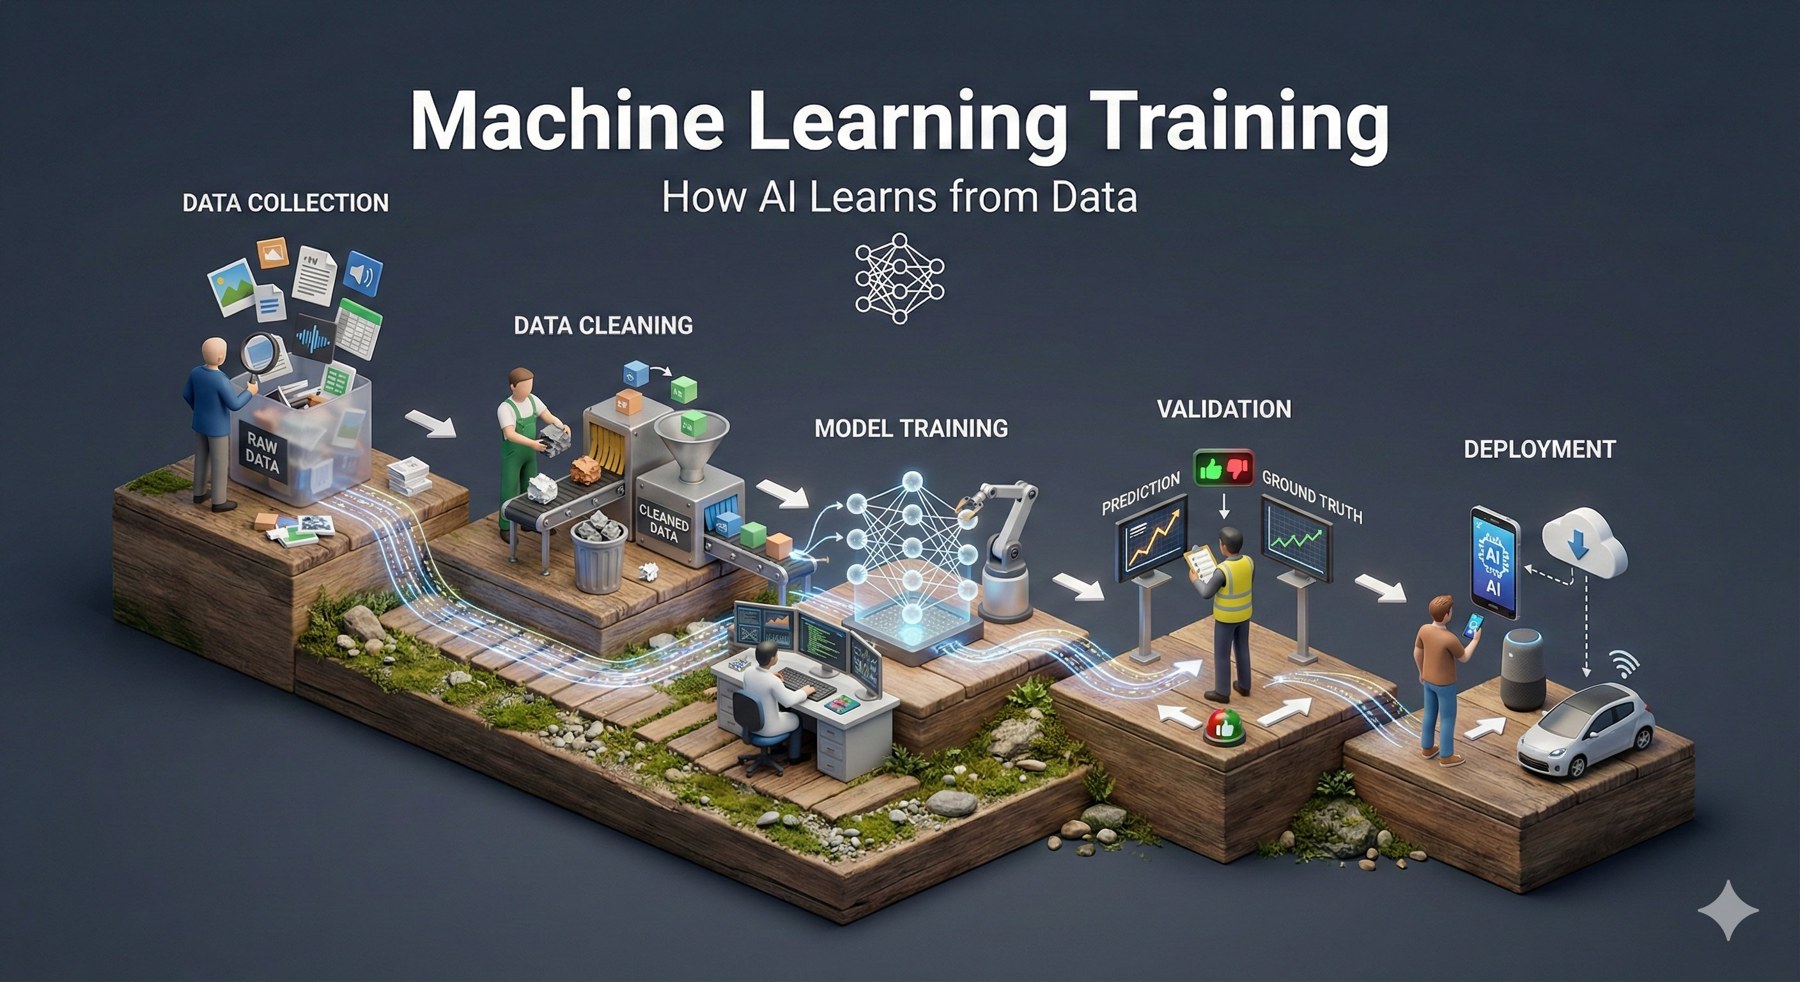 Machine Learning Training
How AI Learns from Data
DATA COLLECTION
RAW
DATA
DATA CLEANING
CLEANED
DATA
MODEL TRAINING
VALIDATION
PREDICTION
GROUND TRUTH
DEPLOYMENT
AI
AI